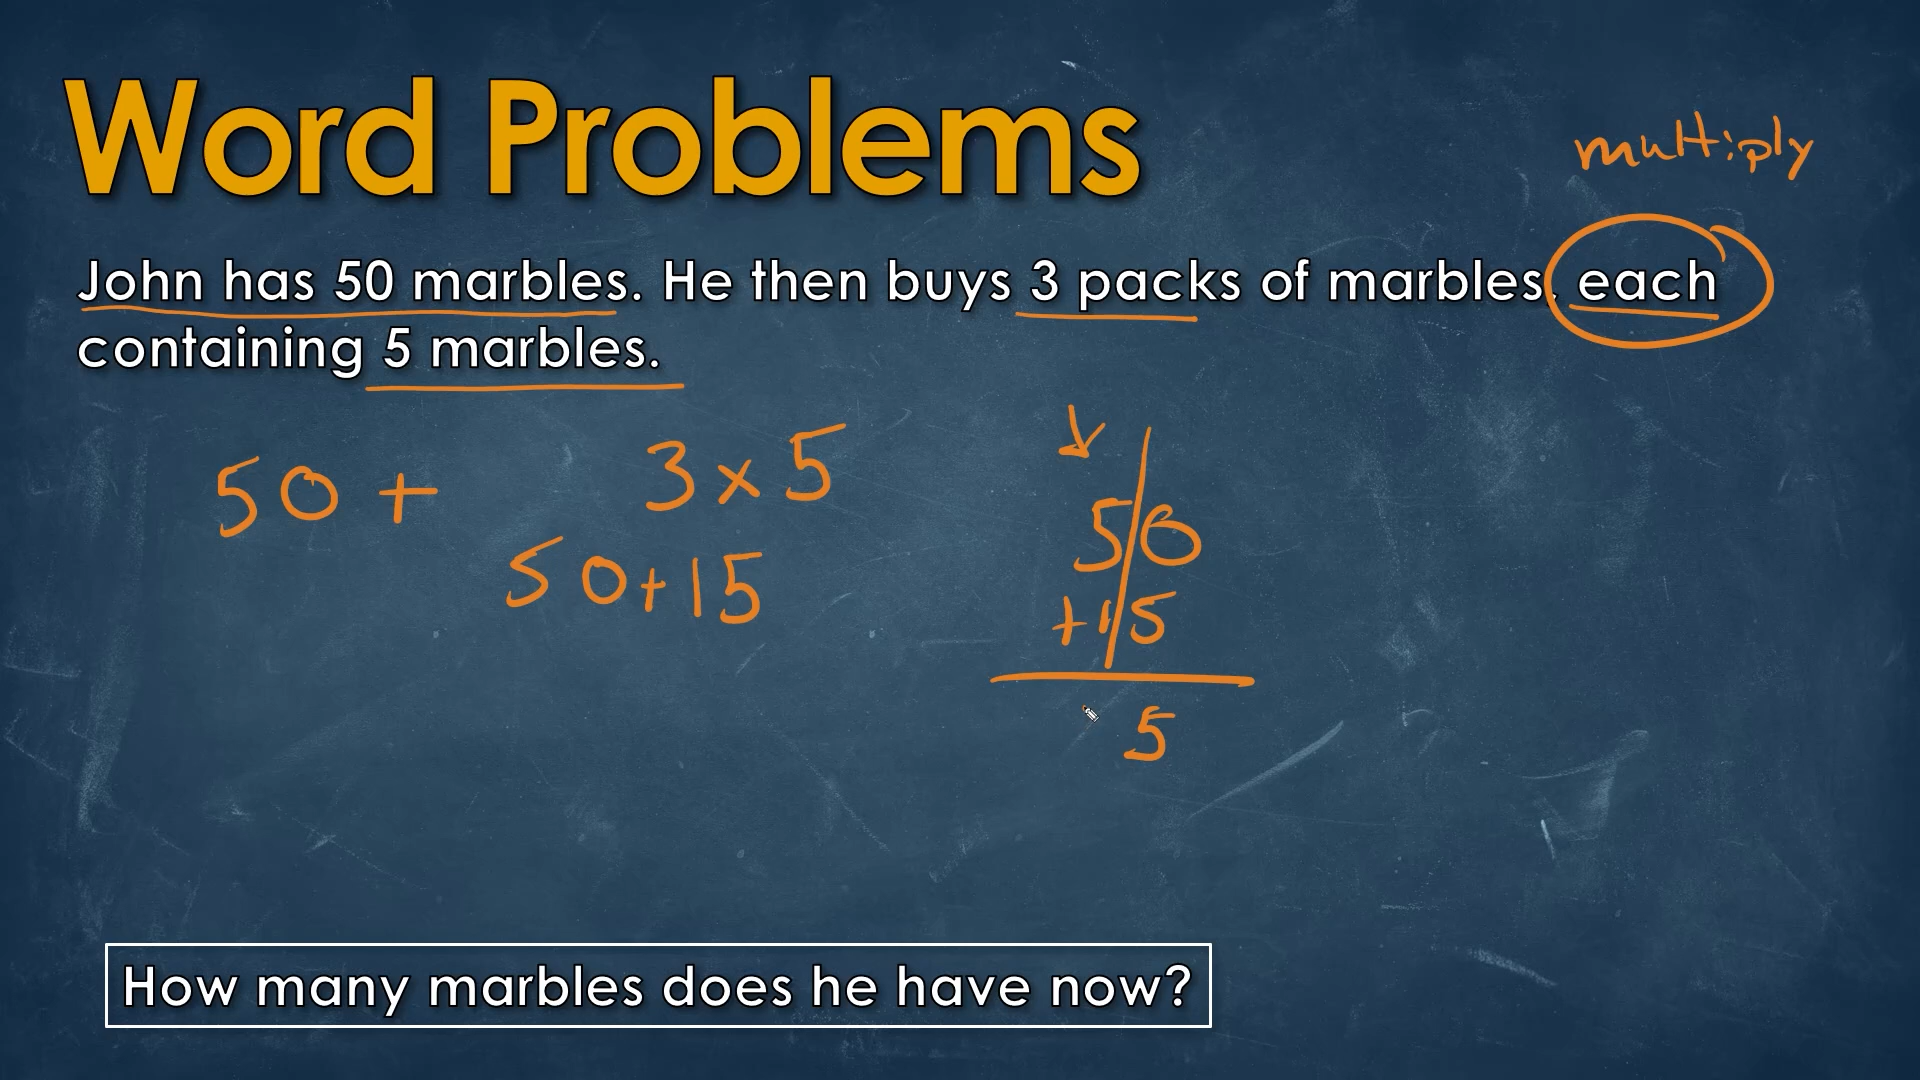 Word Problems
multiply
John has 50 marbles. He then buys 3 packs of marbles, each
containing 5 marbles.
50 + 3 x 5
50+15
50
+15
5
How many marbles does he have now?